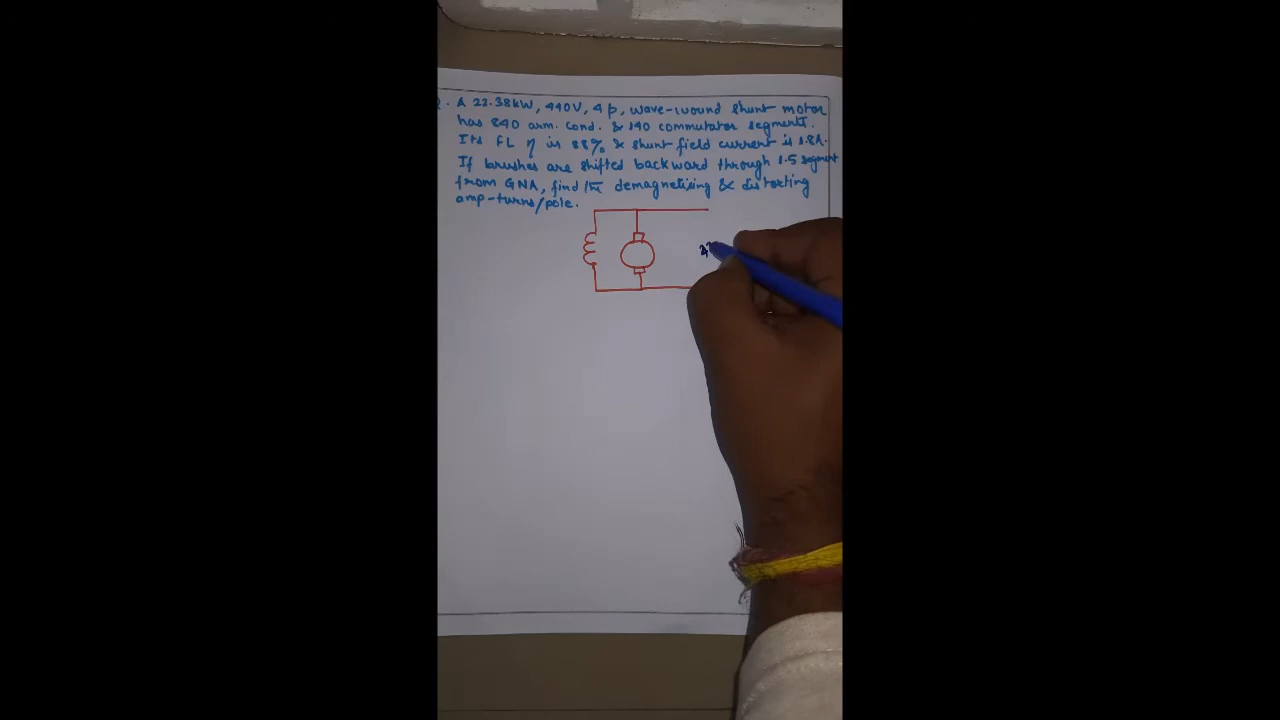 . A 22.38kW, 440V, 4 p, wave-wound shunt motor
has 840 arm. cond. & 140 commutator segments.
Its FL η is 88% & shunt field current is 1.8A.
If brushes are shifted backward through 1.5 segment
from GNA, find the demagnetising & distorting
amp-turns/pole.